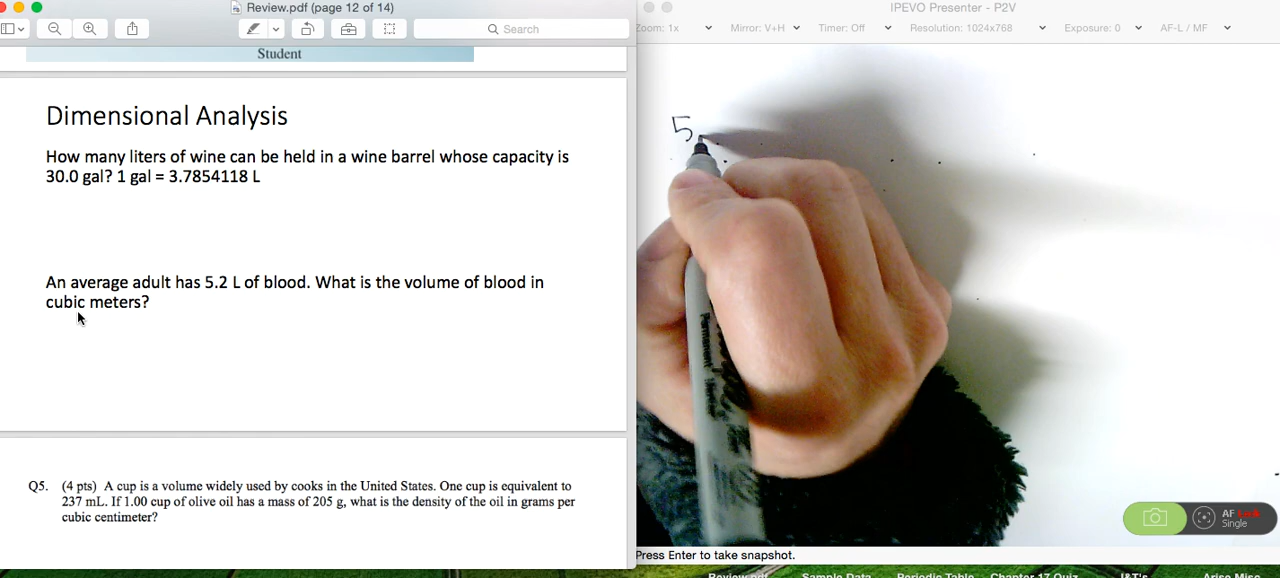 Review.pdf (page 12 of 14)
Search
Student
Dimensional Analysis
How many liters of wine can be held in a wine barrel whose capacity is
30.0 gal? 1 gal = 3.7854118 L
An average adult has 5.2 L of blood. What is the volume of blood in
cubic meters?
Q5. (4 pts) A cup is a volume widely used by cooks in the United States. One cup is equivalent to
237 mL. If 1.00 cup of olive oil has a mass of 205 g, what is the density of the oil in grams per
cubic centimeter?
IPEVO Presenter - P2V
Zoom: 1x Mirror: V+H Timer: Off Resolution: 1024x768 Exposure: 0 AF-L / MF
5
Permanent
AF
Single
Press Enter to take snapshot.
Review.pdf Sample Data Periodic Table Chapter 17 Quiz I&T's Arise Misc